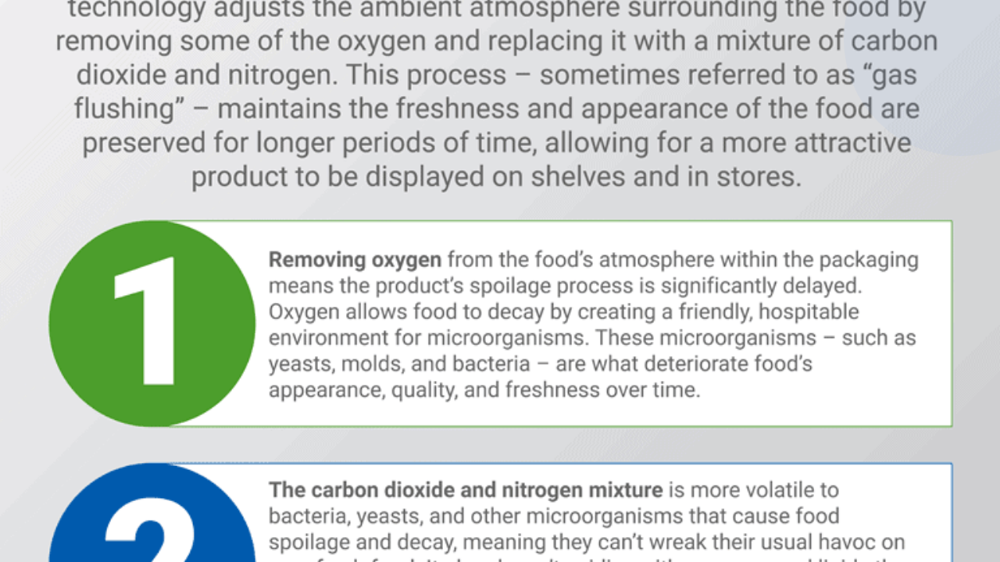 technology adjusts the ambient atmosphere surrounding the food by
removing some of the oxygen and replacing it with a mixture of carbon
dioxide and nitrogen. This process – sometimes referred to as “gas
flushing” – maintains the freshness and appearance of the food are
preserved for longer periods of time, allowing for a more attractive
product to be displayed on shelves and in stores.
1
Removing oxygen from the food’s atmosphere within the packaging
means the product’s spoilage process is significantly delayed.
Oxygen allows food to decay by creating a friendly, hospitable
environment for microorganisms. These microorganisms – such as
yeasts, molds, and bacteria – are what deteriorate food’s
appearance, quality, and freshness over time.
2
The carbon dioxide and nitrogen mixture is more volatile to
bacteria, yeasts, and other microorganisms that cause food
spoilage and decay, meaning they can’t wreak their usual havoc on